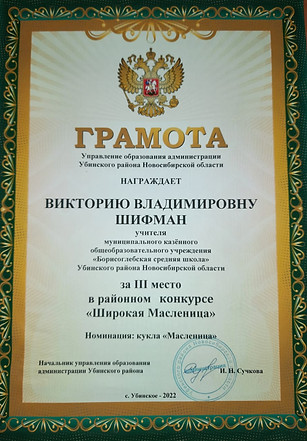 ГРАМОТА
Управление образования администрации
Убинского района Новосибирской области
НАГРАЖДАЕТ
ВИКТОРИЮ ВЛАДИМИРОВНУ
ШИФМАН
учителя
муниципального казённого
общеобразовательного учреждения
«Борисоглебская средняя школа»
Убинского района Новосибирской области
за III место
в районном конкурсе
«Широкая Масленица»
Номинация: кукла «Масленица»
Начальник управления образования
администрации Убинского района
И. Н. Сучкова
с. Убинское - 2022